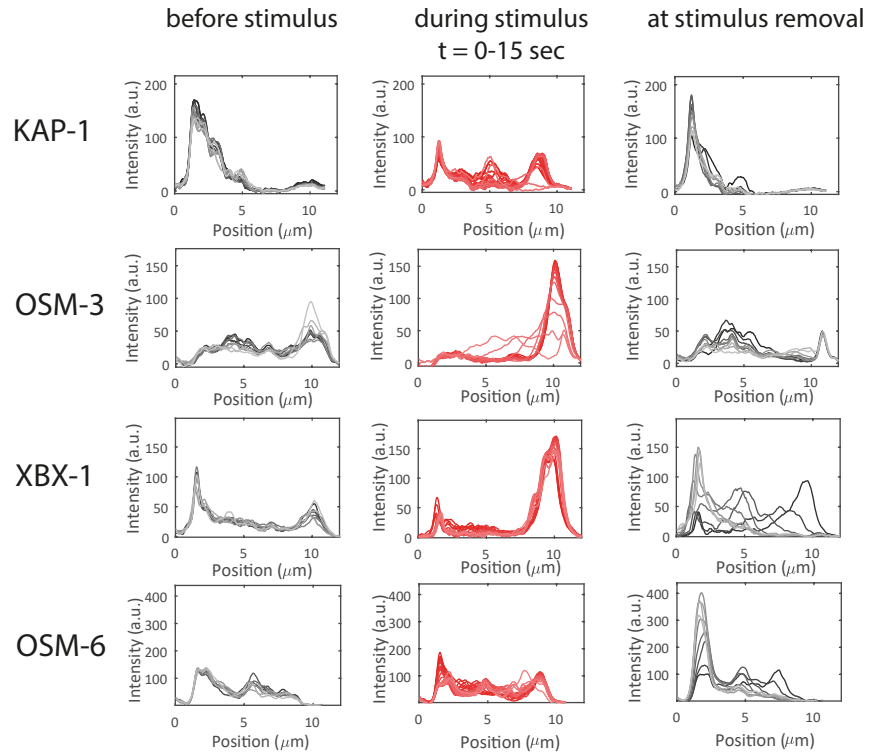 before stimulus
during stimulus
t = 0-15 sec
at stimulus removal
KAP-1
Intensity (a.u.)
200
100
0
0
5
10
Position (μm)
Intensity (a.u.)
200
100
0
0
5
10
Position (μm)
Intensity (a.u.)
200
100
0
0
5
10
Position (μm)
OSM-3
Intensity (a.u.)
150
100
50
0
0
5
10
Position (μm)
Intensity (a.u.)
150
100
50
0
0
5
10
Position (μm)
Intensity (a.u.)
150
100
50
0
0
5
10
Position (μm)
XBX-1
Intensity (a.u.)
150
100
50
0
0
5
10
Position (μm)
Intensity (a.u.)
150
100
50
0
0
5
10
Position (μm)
Intensity (a.u.)
150
100
50
0
0
5
10
Position (μm)
OSM-6
Intensity (a.u.)
400
300
200
100
0
5
10
Position (μm)
Intensity (a.u.)
400
300
200
100
0
5
10
Position (μm)
Intensity (a.u.)
400
300
200
100
0
5
10
Position (μm)